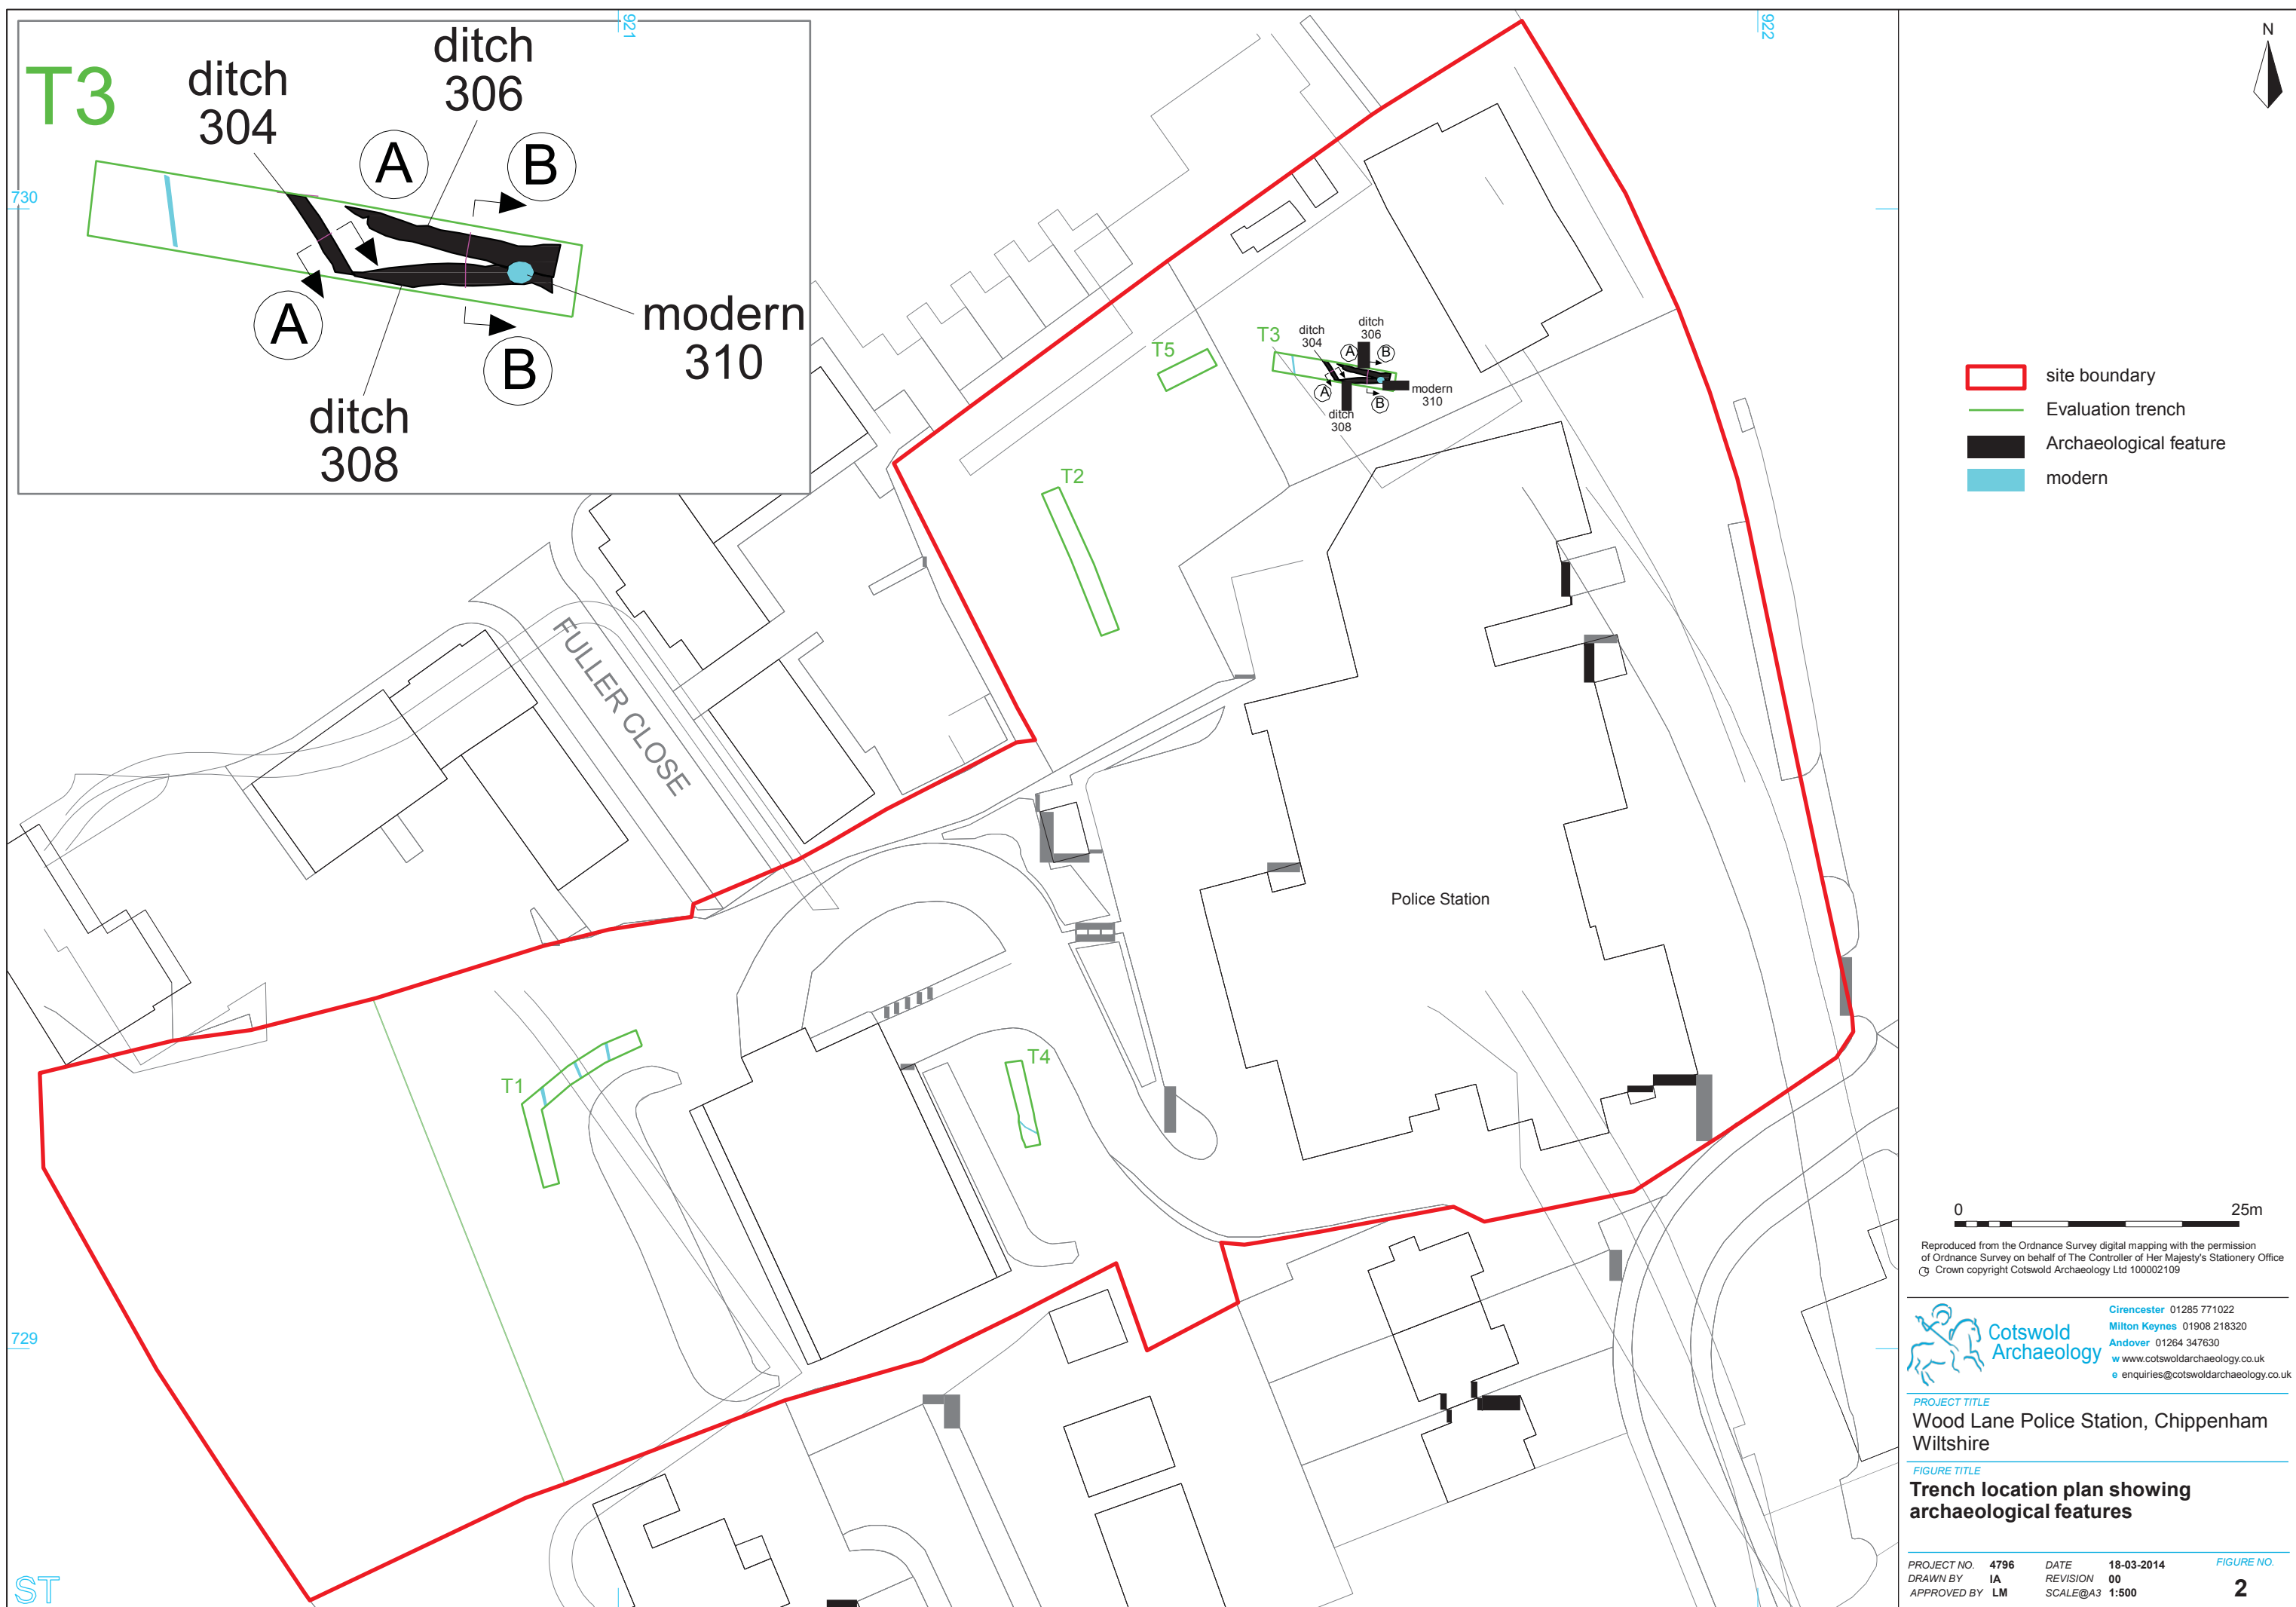 T3
ditch
304
ditch
306
A
B
A
B
ditch
308
modern
310
921
922
730
729
ST
N
T5
T3
ditch
304
ditch
306
A
B
A
B
ditch
308
modern
310
T2
FULLER CLOSE
Police Station
T1
T4
site boundary
Evaluation trench
Archaeological feature
modern
0 25m
Reproduced from the Ordnance Survey digital mapping with the permission
of Ordnance Survey on behalf of The Controller of Her Majesty's Stationery Office
© Crown copyright Cotswold Archaeology Ltd 100002109
Cotswold
Archaeology
Cirencester 01285 771022
Milton Keynes 01908 218320
Andover 01264 347630
w www.cotswoldarchaeology.co.uk
e enquiries@cotswoldarchaeology.co.uk
PROJECT TITLE
Wood Lane Police Station, Chippenham
Wiltshire
FIGURE TITLE
Trench location plan showing
archaeological features
PROJECT NO. 4796 DATE 18-03-2014 FIGURE NO.
DRAWN BY IA REVISION 00
APPROVED BY LM SCALE@A3 1:500 2